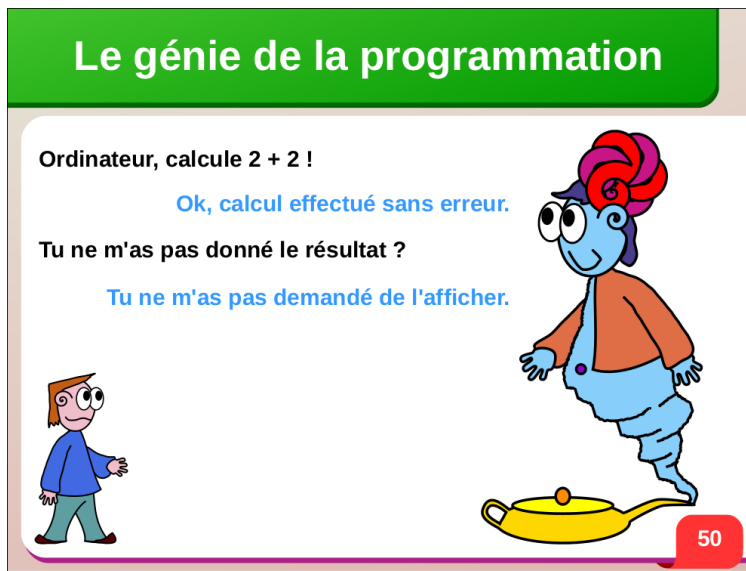 Le génie de la programmation
Ordinateur, calcule 2 + 2 !
Ok, calcul effectué sans erreur.
Tu ne m'as pas donné le résultat ?
Tu ne m'as pas demandé de l'afficher.
50